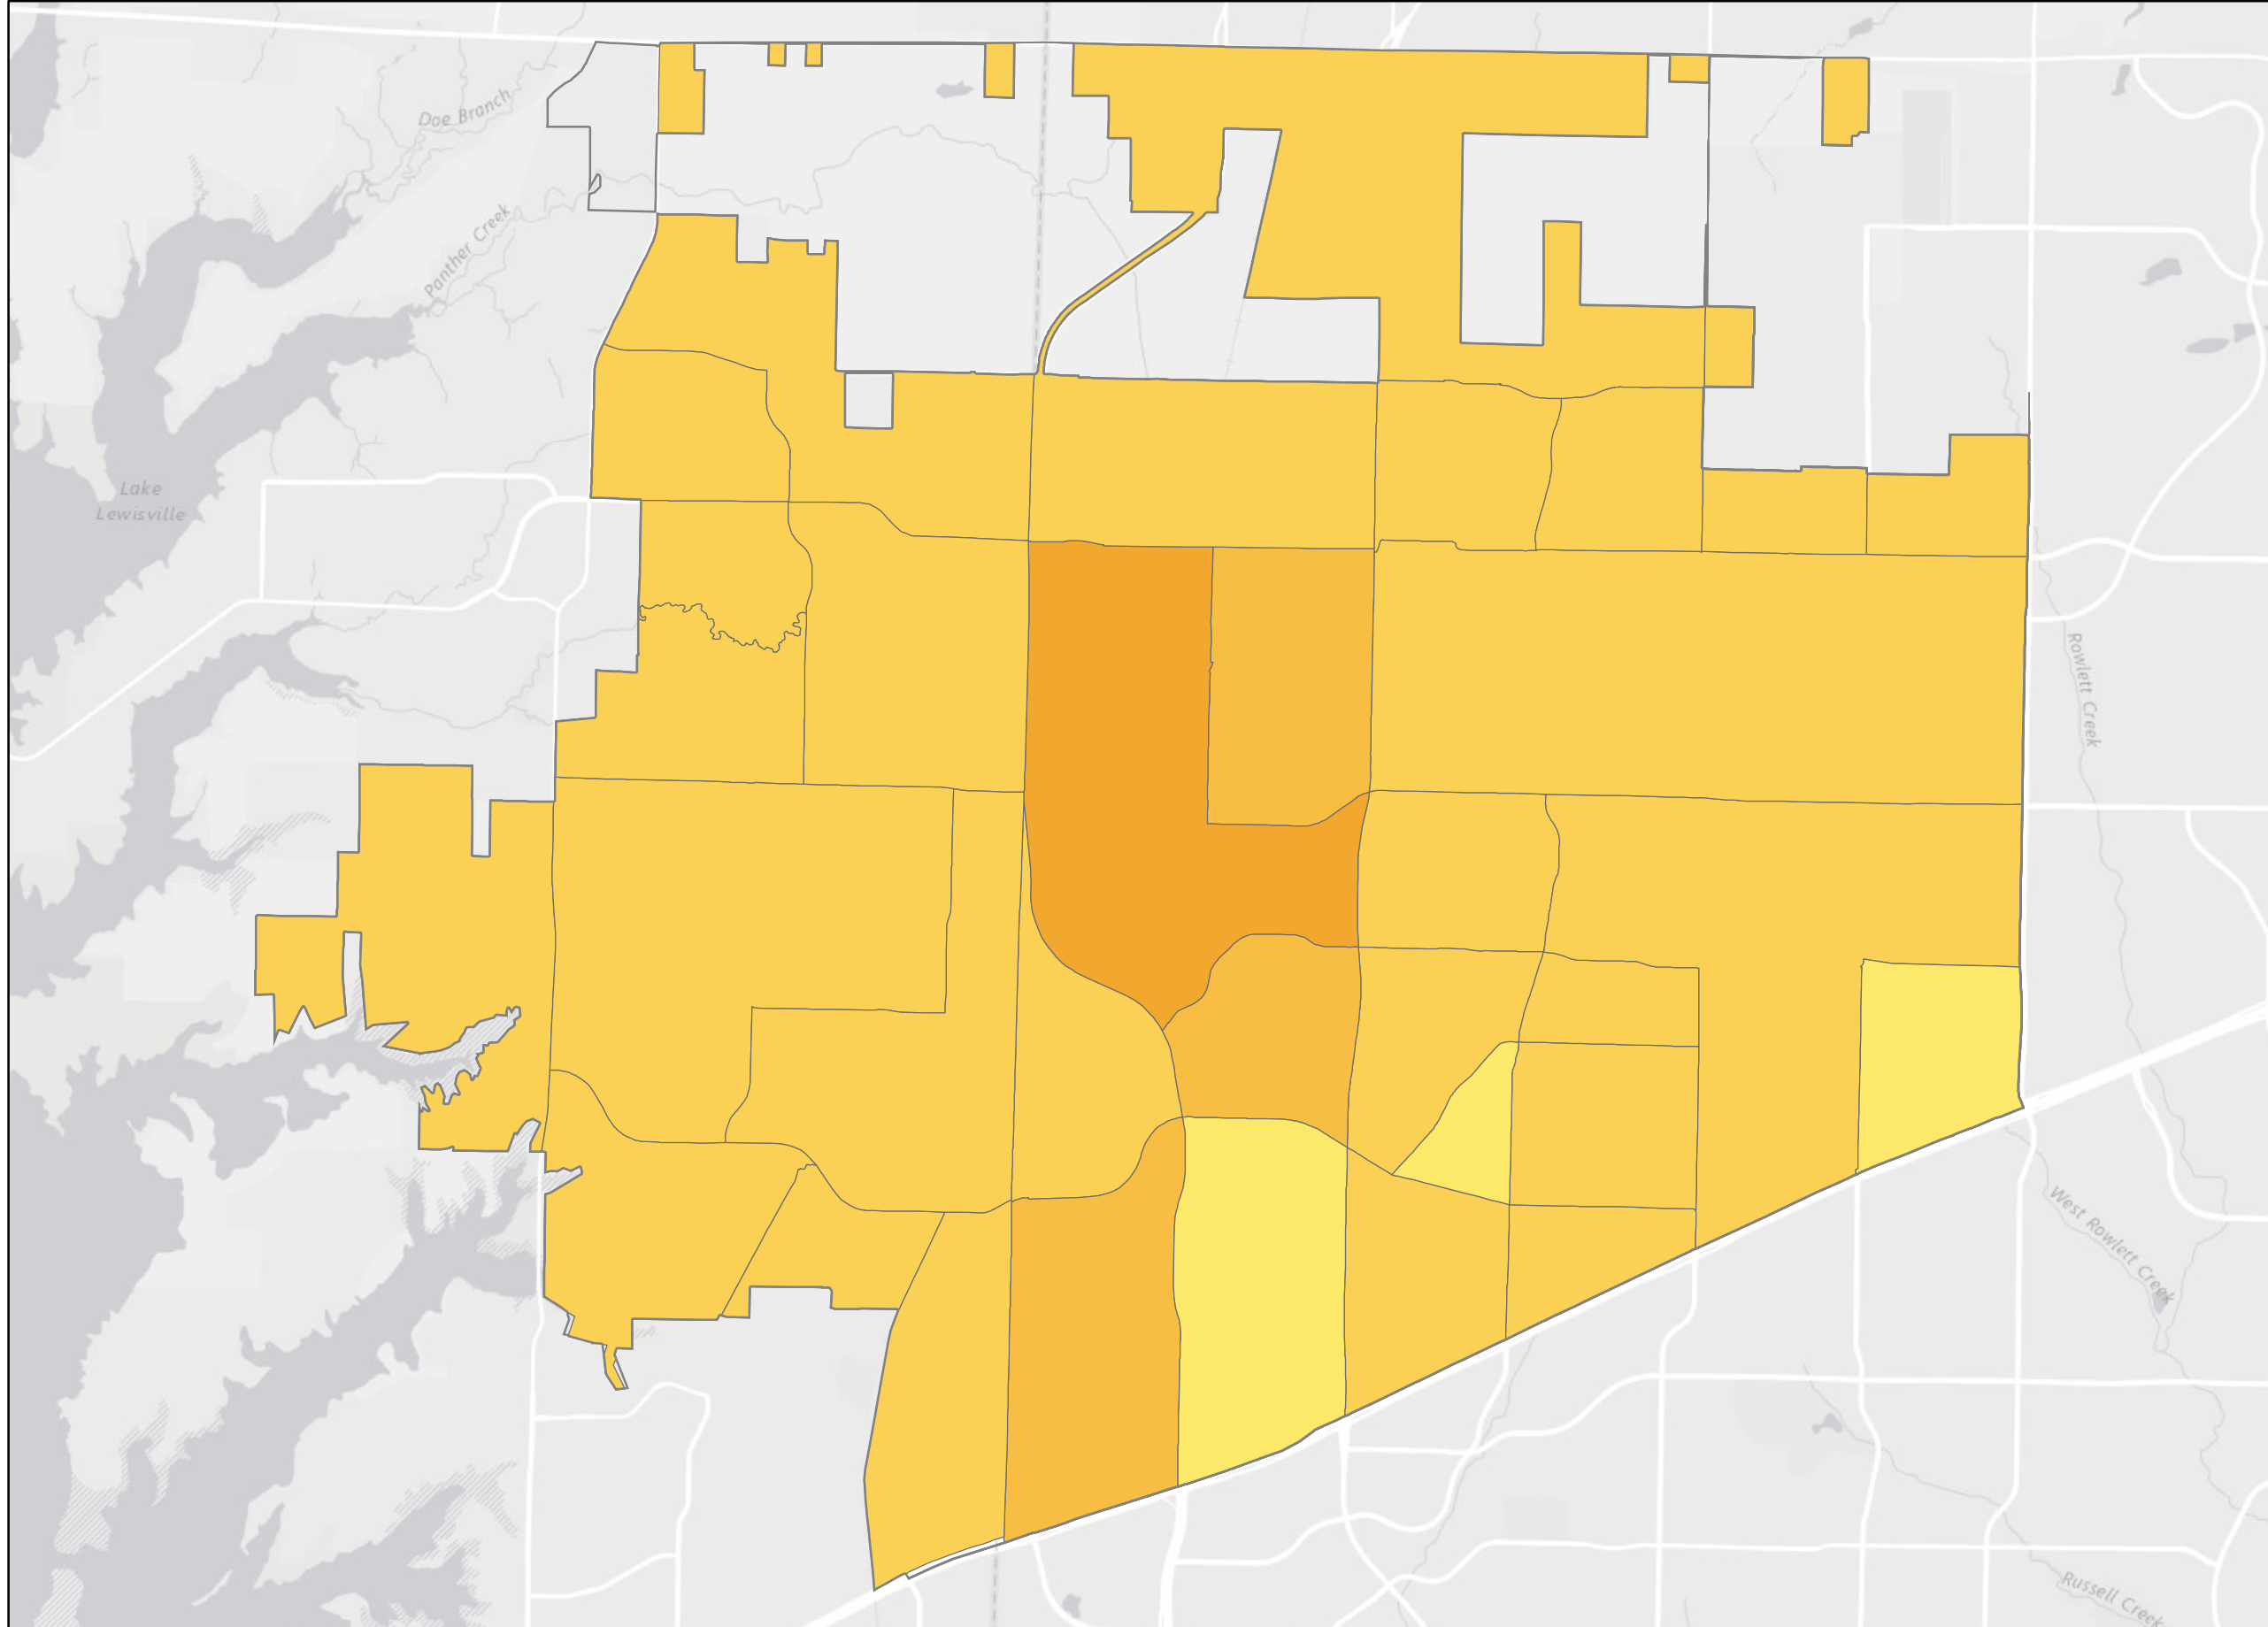 Doe Branch
Panther Creek
Lake
Lewisville
Rowlett Creek
West Rowlett Creek
Russell Creek